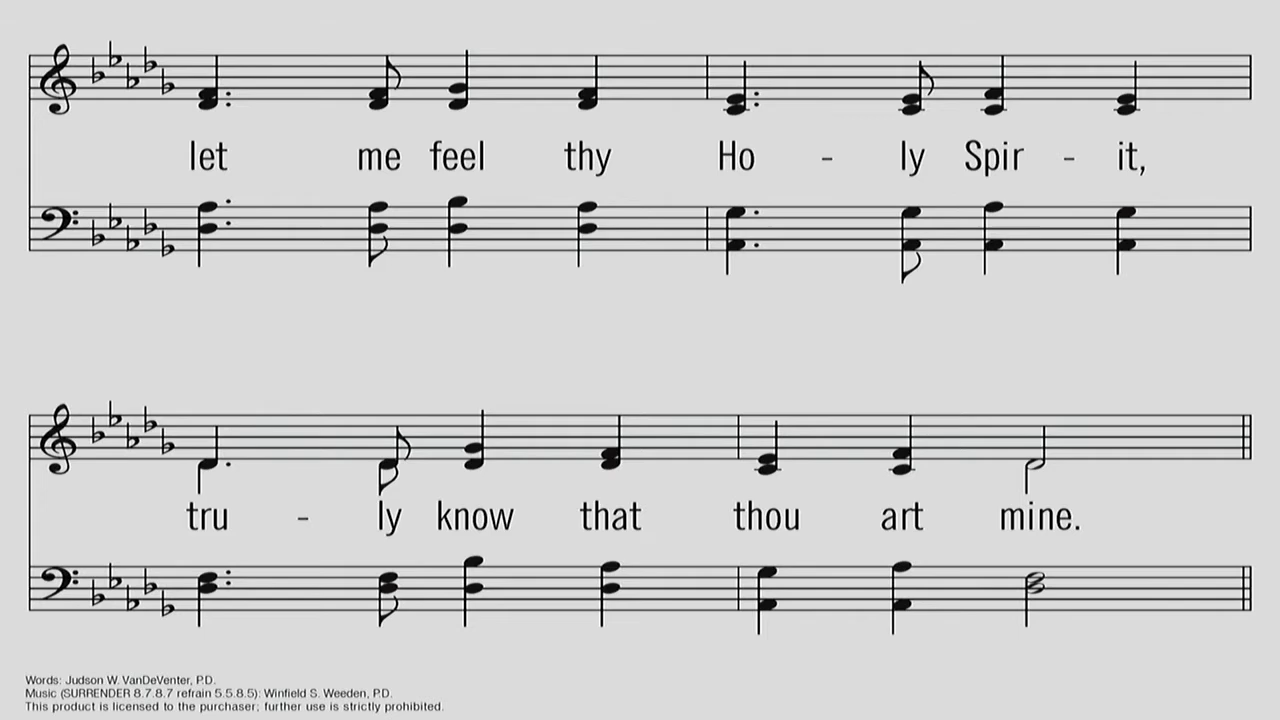 let me feel thy Ho - ly Spir - it,
tru - ly know that thou art mine.
Words: Judson W. VanDeVenter, P.D.
Music (SURRENDER 8.7.8.7 refrain 5.5.8.5): Winfield S. Weeden, P.D.
This product is licensed to the purchaser; further use is strictly prohibited.